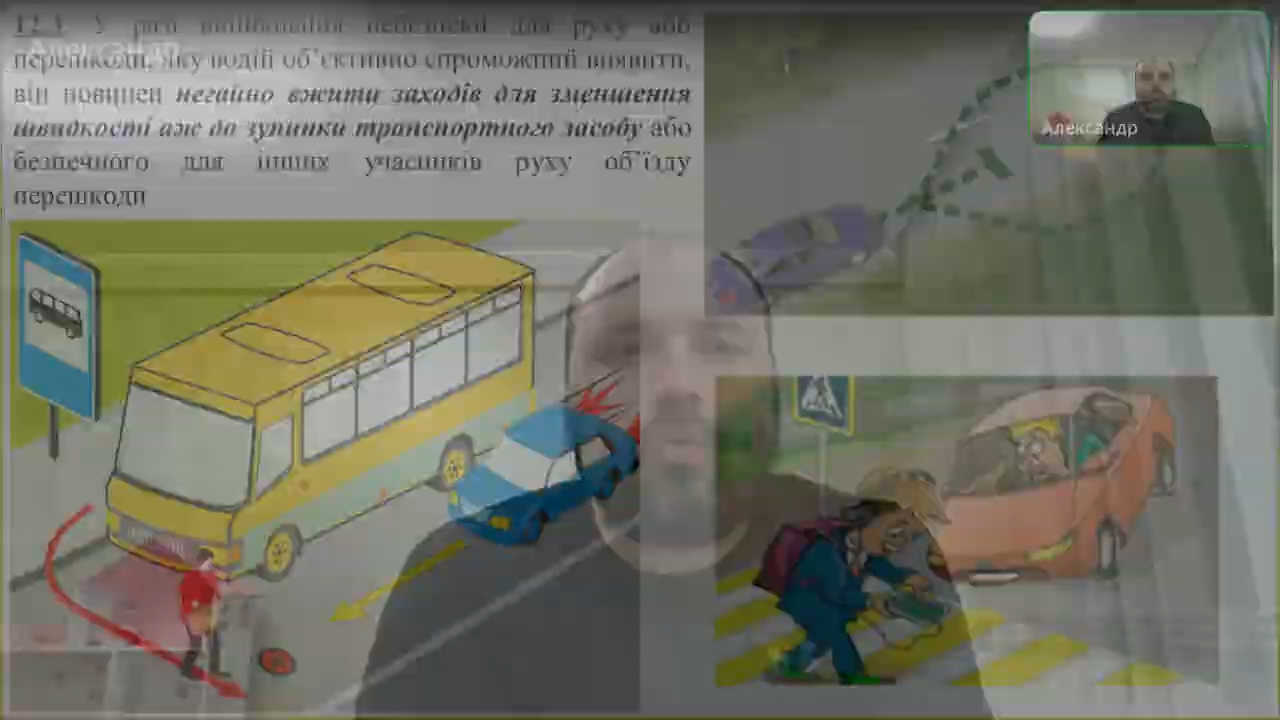 12.3. У разі виникнення небезпеки для руху або
перешкоди, яку водій об’єктивно спроможний виявити,
він повинен негайно вжити заходів для зменшення
швидкості аж до зупинки транспортного засобу або
безпечного для інших учасників руху об’їзду
перешкоди
Александр
Александр